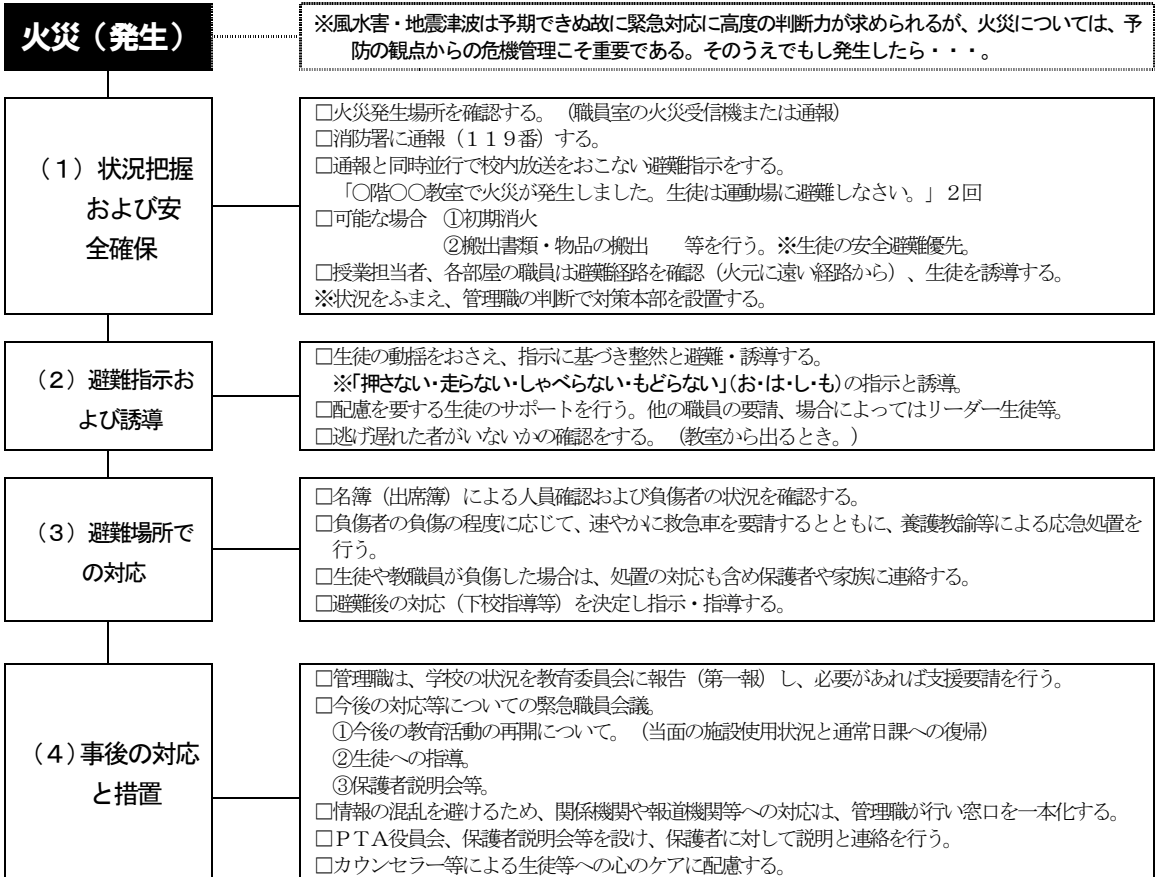 火災（発生）
※風水害・地震津波は予期できぬ故に緊急対応に高度の判断力が求められるが、火災については、予
防の観点からの危機管理こそ重要である。そのうえでもし発生したら・・・。
（１）状況把握
および安
全確保
□火災発生場所を確認する。（職員室の火災受信機または通報）
□消防署に通報（１１９番）する。
□通報と同時並行で校内放送をおこない避難指示をする。
「〇階〇〇教室で火災が発生しました。生徒は運動場に避難しなさい。」２回
□可能な場合　①初期消火
②搬出書類・物品の搬出　　等を行う。※生徒の安全避難優先。
□授業担当者、各部屋の職員は避難経路を確認（火元に遠い経路から）、生徒を誘導する。
※状況をふまえ、管理職の判断で対策本部を設置する。
（２）避難指示お
よび誘導
□生徒の動揺をおさえ、指示に基づき整然と避難・誘導する。
※「押さない・走らない・しゃべらない・もどらない」（お・は・し・も）の指示と誘導。
□配慮を要する生徒のサポートを行う。他の職員の要請、場合によってはリーダー生徒等。
□逃げ遅れた者がいないかの確認をする。（教室から出るとき。）
（３）避難場所で
の対応
□名簿（出席簿）による人員確認および負傷者の状況を確認する。
□負傷者の負傷の程度に応じて、速やかに救急車を要請するとともに、養護教諭等による応急処置を
行う。
□生徒や教職員が負傷した場合は、処置の対応も含め保護者や家族に連絡する。
□避難後の対応（下校指導等）を決定し指示・指導する。
（４）事後の対応
と措置
□管理職は、学校の状況を教育委員会に報告（第一報）し、必要があれば支援要請を行う。
□今後の対応等についての緊急職員会議。
①今後の教育活動の再開について。（当面の施設使用状況と通常日課への復帰）
②生徒への指導。
③保護者説明会等。
□情報の混乱を避けるため、関係機関や報道機関等への対応は、管理職が行い窓口を一本化する。
□ＰＴＡ役員会、保護者説明会等を設け、保護者に対して説明と連絡を行う。
□カウンセラー等による生徒等への心のケアに配慮する。